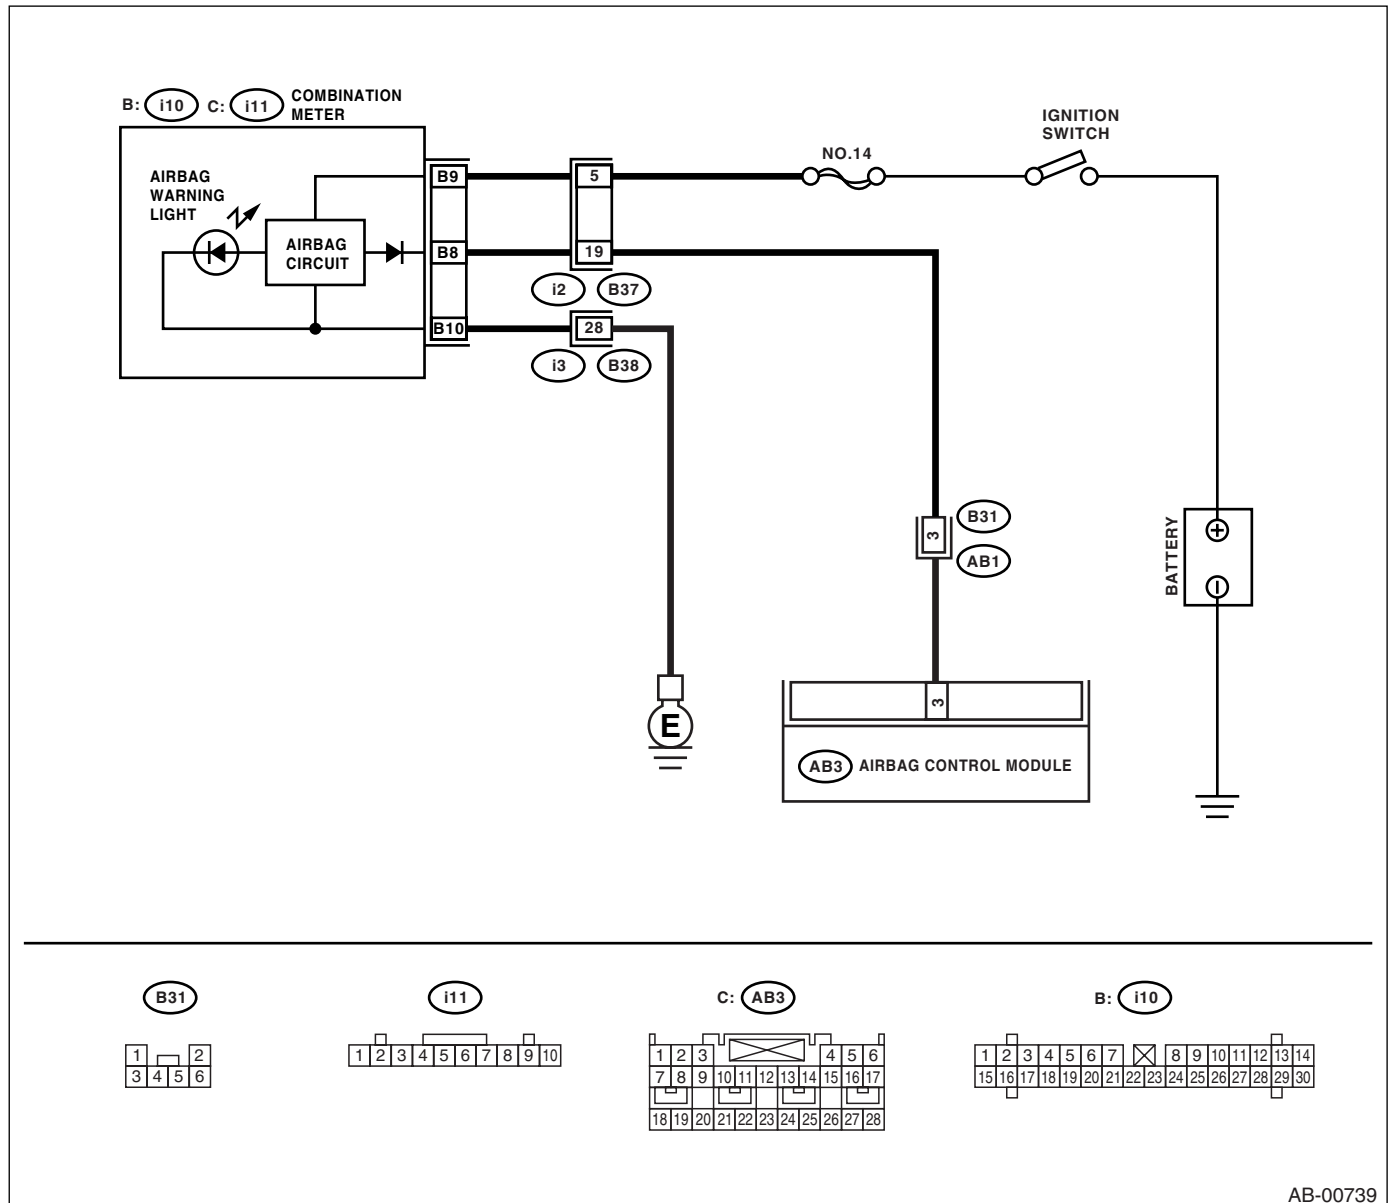 B: i10 C: i11 COMBINATION
METER
IGNITION
SWITCH
NO.14
AIRBAG
WARNING
LIGHT
AIRBAG
CIRCUIT
B9
5
B8
19
i2 B37
B10
28
i3 B38
B31
3
AB1
BATTERY
3
E
AB3 AIRBAG CONTROL MODULE
B31
1 2
3 4 5 6
i11
1 2 3 4 5 6 7 8 9 10
C: AB3
1 2 3 4 5 6
7 8 9 10 11 12 13 14 15 16 17
18 19 20 21 22 23 24 25 26 27 28
B: i10
1 2 3 4 5 6 7 8 9 10 11 12 13 14
15 16 17 18 19 20 21 22 23 24 25 26 27 28 29 30
AB-00739